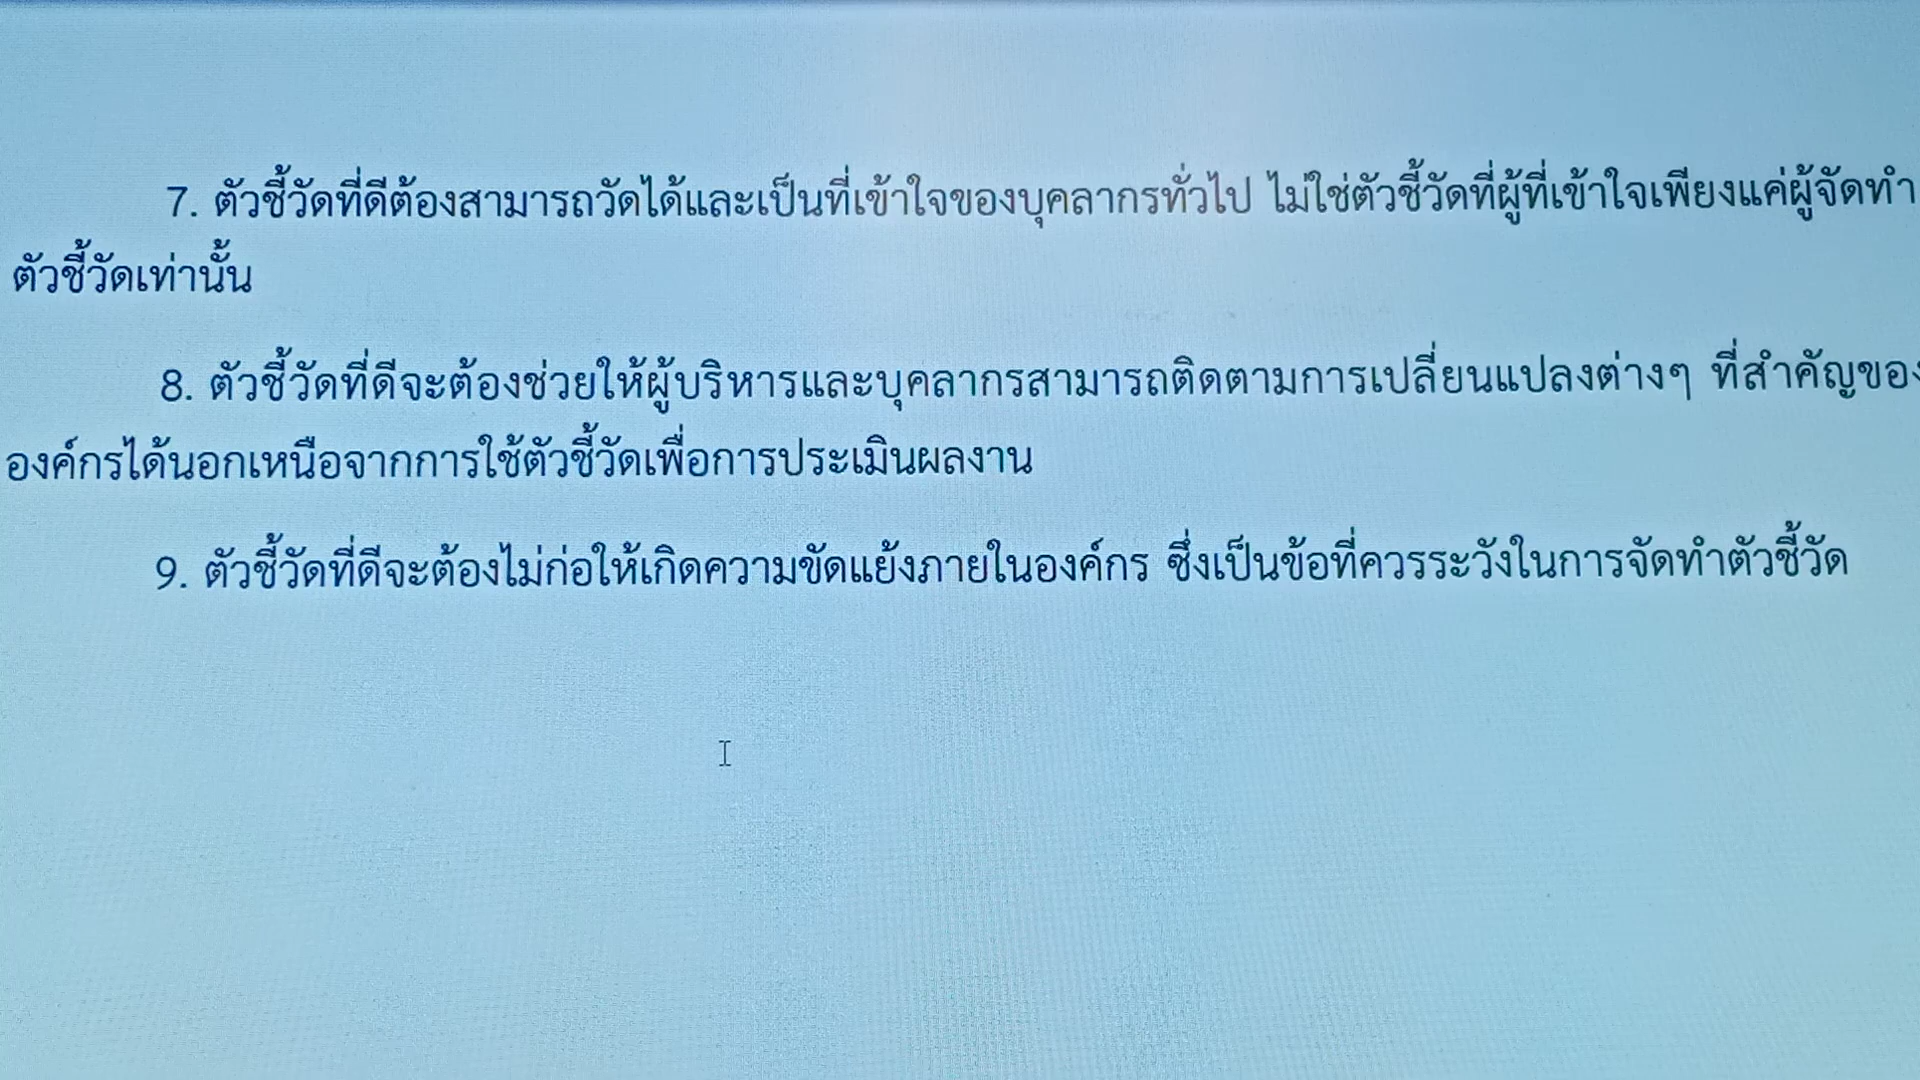 7. ตัวชี้วัดที่ดีต้องสามารถวัดได้และเป็นที่เข้าใจของบุคลากรทั่วไป ไม่ใช่ตัวชี้วัดที่ผู้ที่เข้าใจเพียงแค่ผู้จัดทำ
ตัวชี้วัดเท่านั้น
8. ตัวชี้วัดที่ดีจะต้องช่วยให้ผู้บริหารและบุคลากรสามารถติดตามการเปลี่ยนแปลงต่างๆ ที่สำคัญของ
องค์กรได้นอกเหนือจากการใช้ตัวชี้วัดเพื่อการประเมินผลงาน
9. ตัวชี้วัดที่ดีจะต้องไม่ก่อให้เกิดความขัดแย้งภายในองค์กร ซึ่งเป็นข้อที่ควรระวังในการจัดทำตัวชี้วัด